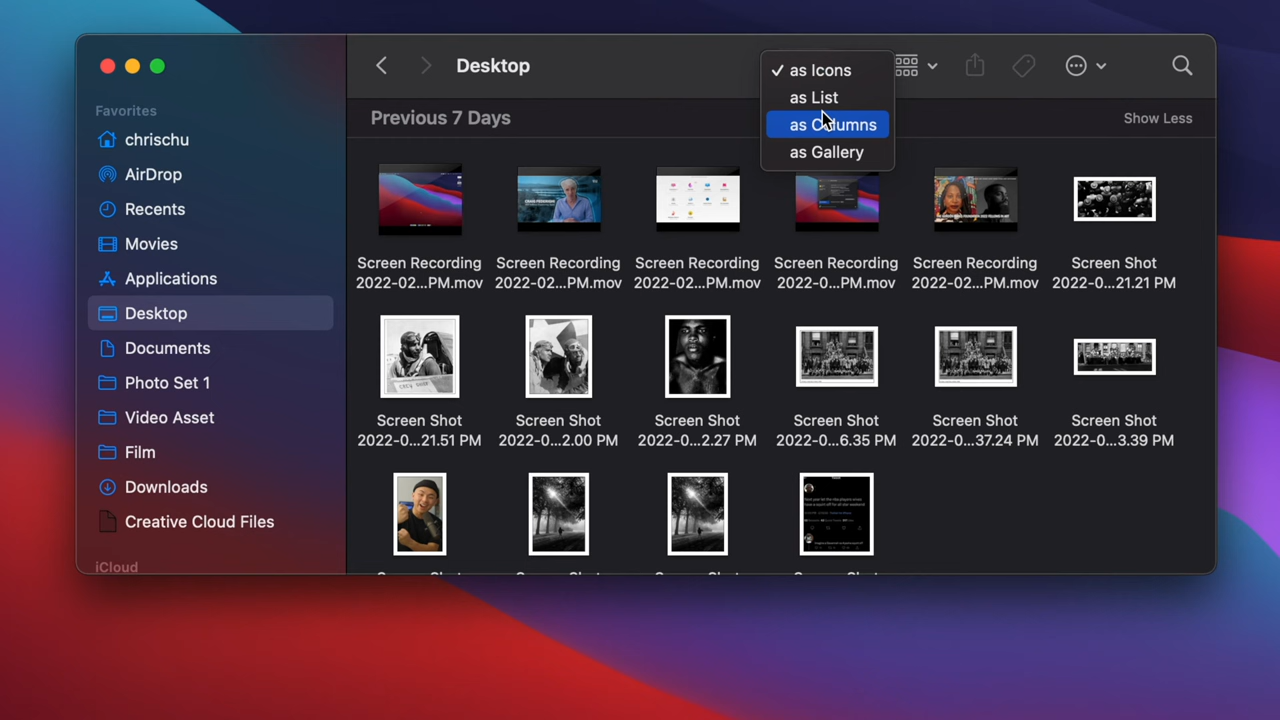 Desktop
as Icons
as List
as Columns
as Gallery
Favorites
chrischu
AirDrop
Recents
Movies
Applications
Desktop
Documents
Photo Set 1
Video Asset
Film
Downloads
Creative Cloud Files
iCloud
Previous 7 Days
Show Less
Screen Recording
2022-02...PM.mov
Screen Recording
2022-02...PM.mov
Screen Recording
2022-02...PM.mov
Screen Recording
2022-0...PM.mov
Screen Recording
2022-02...PM.mov
Screen Shot
2022-0...21.21 PM
Screen Shot
2022-0...21.51 PM
Screen Shot
2022-0...2.00 PM
Screen Shot
2022-0...2.27 PM
Screen Shot
2022-0...6.35 PM
Screen Shot
2022-0...37.24 PM
Screen Shot
2022-0...3.39 PM